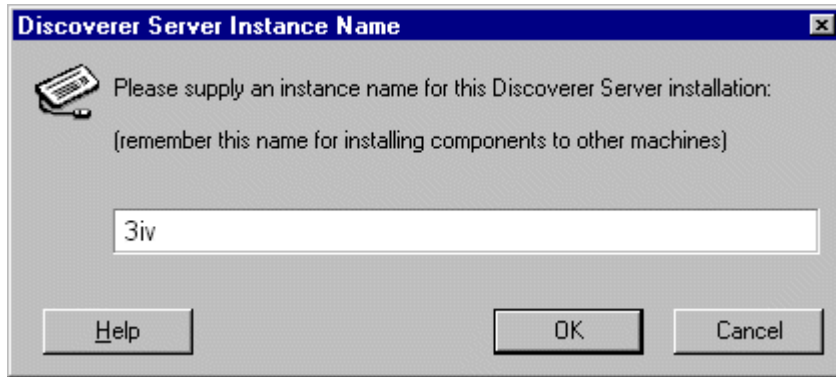 Discoverer Server Instance Name
Please supply an instance name for this Discoverer Server installation:
(remember this name for installing components to other machines)
3iv
Help
OK
Cancel